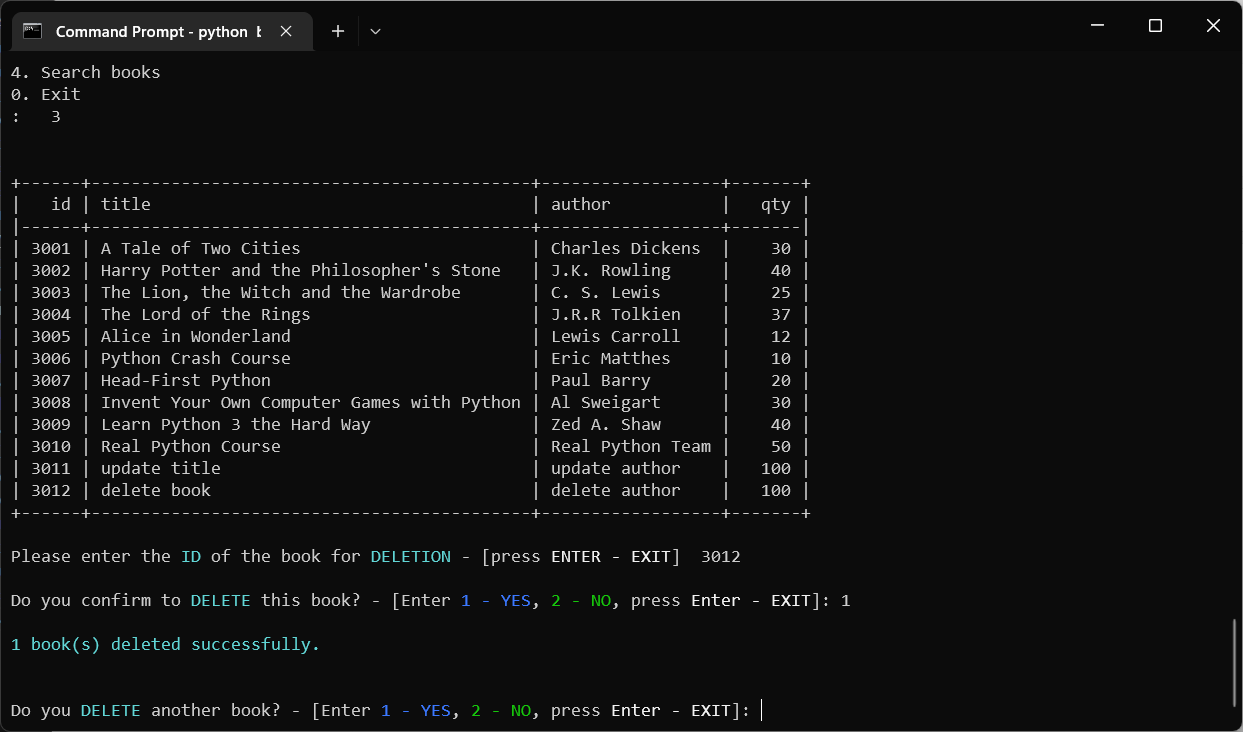 Command Prompt - python
4. Search books
0. Exit
:   3
+------+--------------------------------------------+------------------+-------+
|   id | title                                      | author           |   qty |
|------+--------------------------------------------+------------------+-------|
| 3001 | A Tale of Two Cities                       | Charles Dickens  |    30 |
| 3002 | Harry Potter and the Philosopher's Stone   | J.K. Rowling     |    40 |
| 3003 | The Lion, the Witch and the Wardrobe       | C. S. Lewis      |    25 |
| 3004 | The Lord of the Rings                      | J.R.R Tolkien    |    37 |
| 3005 | Alice in Wonderland                        | Lewis Carroll    |    12 |
| 3006 | Python Crash Course                        | Eric Matthes     |    10 |
| 3007 | Head-First Python                          | Paul Barry       |    20 |
| 3008 | Invent Your Own Computer Games with Python | Al Sweigart      |    30 |
| 3009 | Learn Python 3 the Hard Way                | Zed A. Shaw      |    40 |
| 3010 | Real Python Course                         | Real Python Team |    50 |
| 3011 | update title                               | update author    |   100 |
| 3012 | delete book                                | delete author    |   100 |
+------+--------------------------------------------+------------------+-------+
Please enter the ID of the book for DELETION - [press ENTER - EXIT]  3012
Do you confirm to DELETE this book? - [Enter 1 - YES, 2 - NO, press Enter - EXIT]: 1
1 book(s) deleted successfully.
Do you DELETE another book? - [Enter 1 - YES, 2 - NO, press Enter - EXIT]: